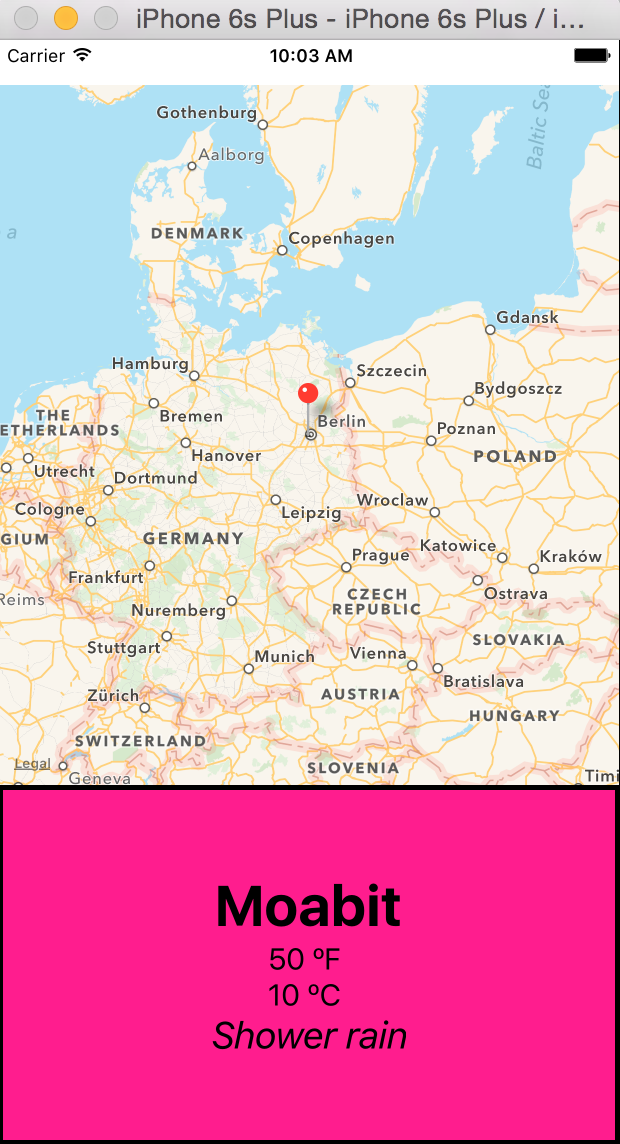 iPhone 6s Plus - iPhone 6s Plus / i...
Carrier
10:03 AM
Baltic Sea
Gothenburg
Aalborg
a
DENMARK
Copenhagen
Gdansk
Hamburg
Szczecin
Bydgoszcz
THE
ETHERLANDS
Bremen
Berlin
Poznan
Hanover
POLAND
Utrecht
Dortmund
Cologne
Leipzig
Wroclaw
GIUM
GERMANY
Prague
Katowice
Kraków
Frankfurt
CZECH
REPUBLIC
Ostrava
Reims
Nuremberg
Stuttgart
SLOVAKIA
Munich
Vienna
Bratislava
Zürich
AUSTRIA
HUNGARY
SWITZERLAND
Legal
Geneva
SLOVENIA
Timi
Moabit
50 ºF
10 ºC
Shower rain